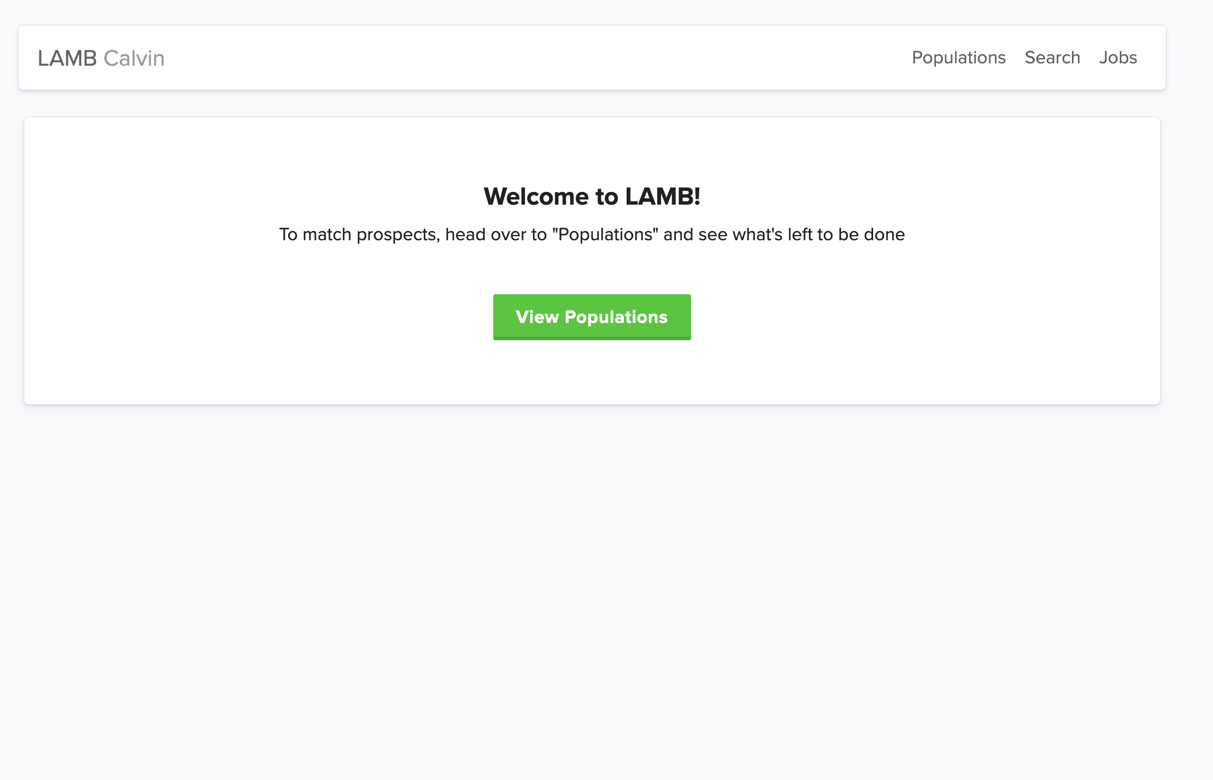 LAMB Calvin
Populations Search Jobs
Welcome to LAMB!
To match prospects, head over to "Populations" and see what's left to be done
View Populations